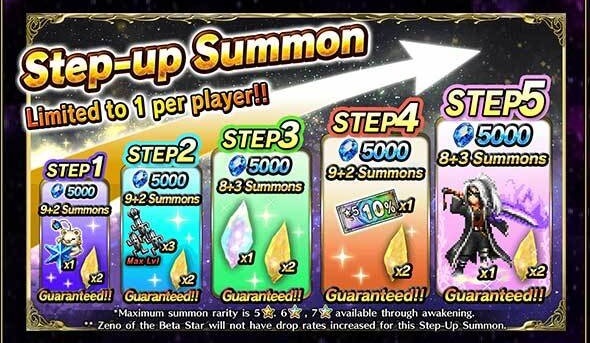 Step-up Summon
Limited to 1 per player!!
STEP1
5000
9+2 Summons
x1
x2
Guaranteed!!
STEP2
5000
9+2 Summons
x3
Max Lvl
x2
Guaranteed!!
STEP3
5000
8+3 Summons
x1
x2
Guaranteed!!
STEP4
5000
9+2 Summons
★5 10% x1
x2
Guaranteed!!
STEP5
5000
8+3 Summons
x2
Guaranteed!!
*Maximum summon rarity is 5★. 6★, 7★ available through awakening.
** Zeno of the Beta Star will not have drop rates increased for this Step-Up Summon.